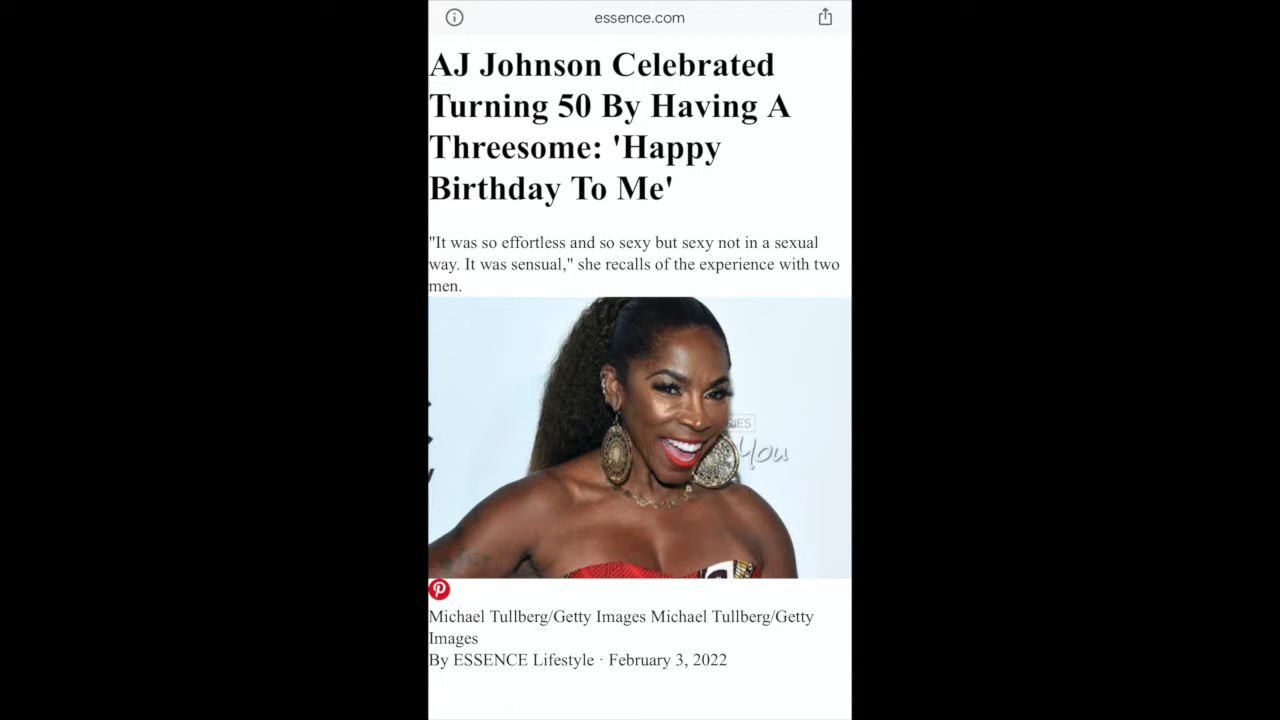 essence.com
AJ Johnson Celebrated
Turning 50 By Having A
Threesome: 'Happy
Birthday To Me'
"It was so effortless and so sexy but sexy not in a sexual
way. It was sensual," she recalls of the experience with two
men.
RIES
You
Michael Tullberg/Getty Images Michael Tullberg/Getty
Images
By ESSENCE Lifestyle · February 3, 2022